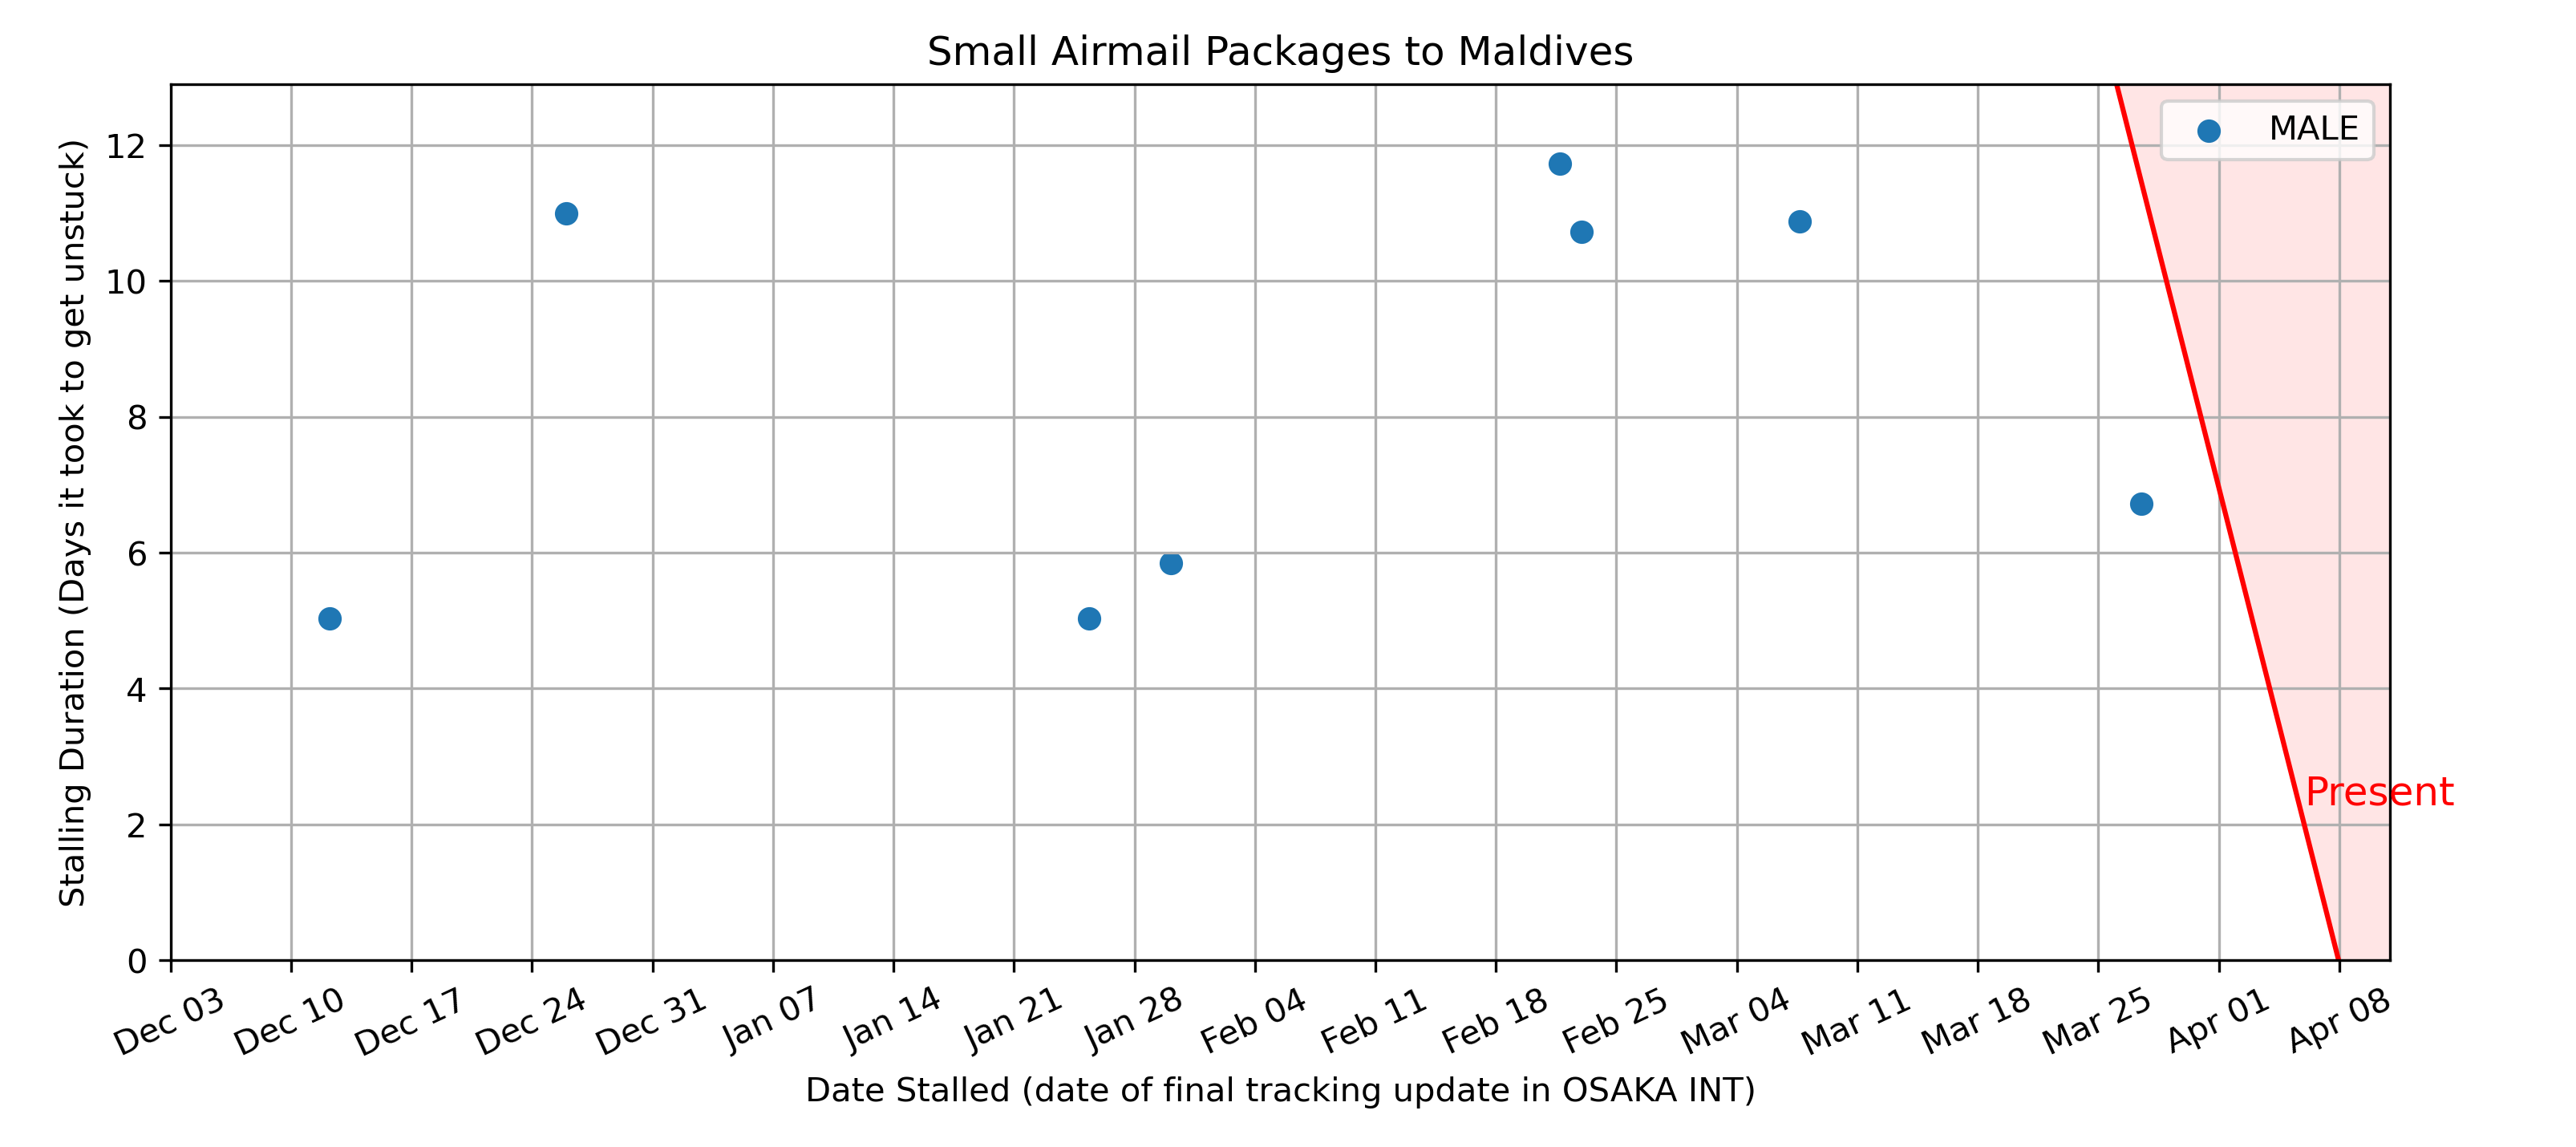 Small Airmail Packages to Maldives
MALE
Stalling Duration (Days it took to get unstuck)
12
10
8
6
4
2
0
Present
Dec 03
Dec 10
Dec 17
Dec 24
Dec 31
Jan 07
Jan 14
Jan 21
Jan 28
Feb 04
Feb 11
Feb 18
Feb 25
Mar 04
Mar 11
Mar 18
Mar 25
Apr 01
Apr 08
Date Stalled (date of final tracking update in OSAKA INT)